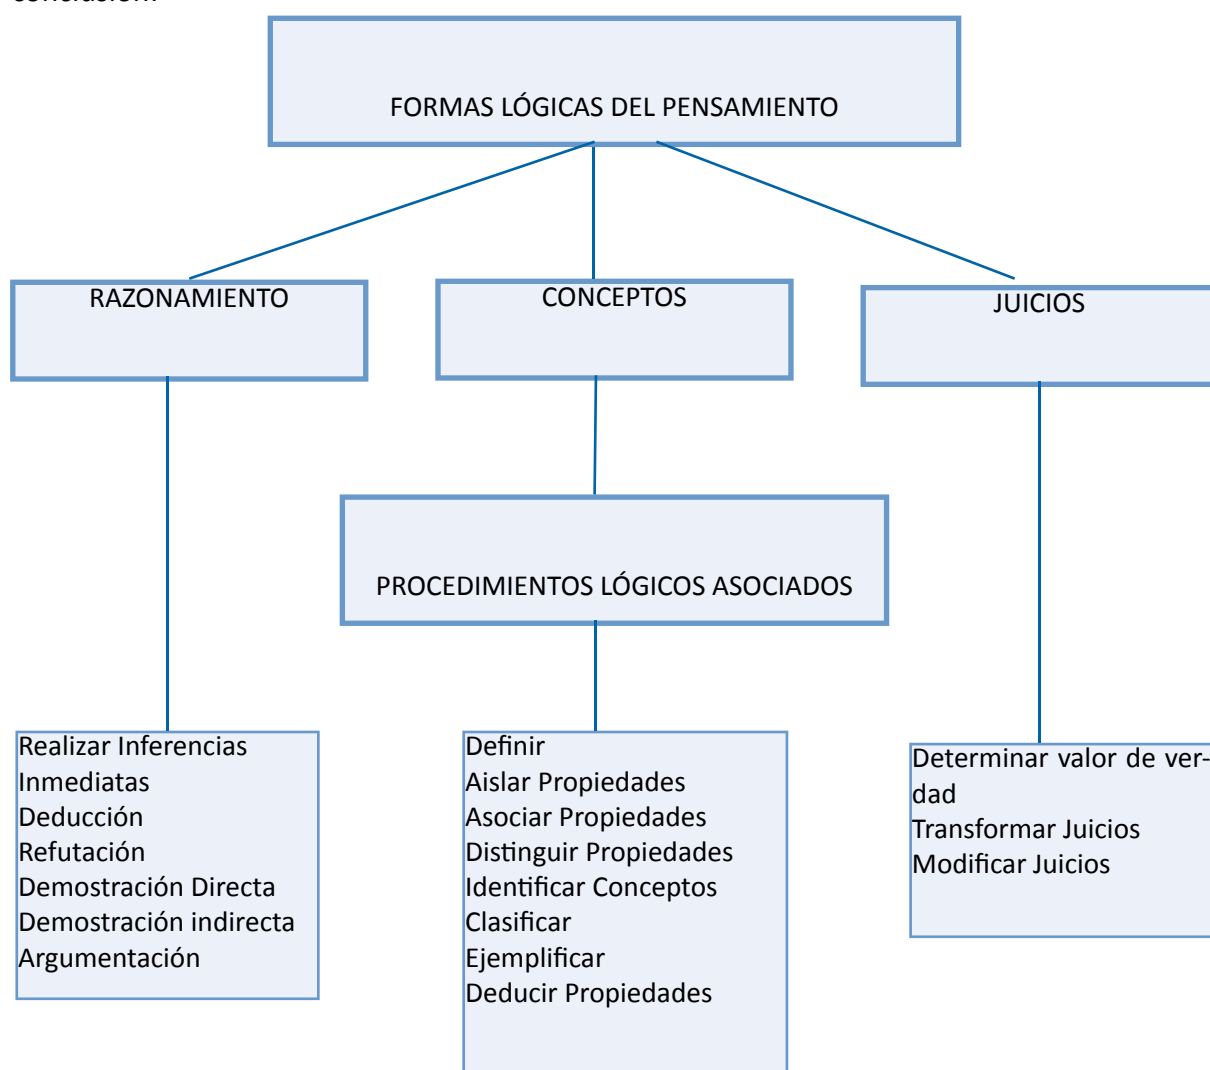 conclusión.
FORMAS LÓGICAS DEL PENSAMIENTO
RAZONAMIENTO
CONCEPTOS
JUICIOS
PROCEDIMIENTOS LÓGICOS ASOCIADOS
Realizar Inferencias
Inmediatas
Deducción
Refutación
Demostración Directa
Demostración indirecta
Argumentación
Definir
Aislar Propiedades
Asociar Propiedades
Distinguir Propiedades
Identificar Conceptos
Clasificar
Ejemplificar
Deducir Propiedades
Determinar valor de ver-
dad
Transformar Juicios
Modificar Juicios